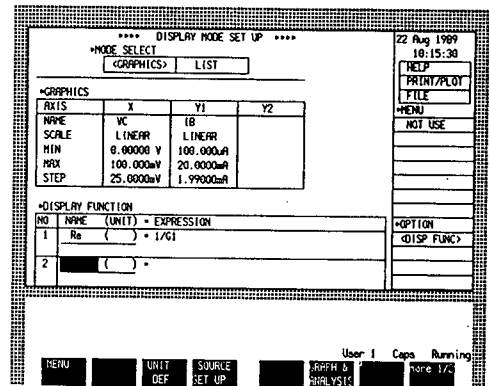 **** DISPLAY MODE SET UP ****
*MODE SELECT
<GRAPHICS> LIST
*GRAPHICS
AXIS X Y1 Y2
NAME VC IB
SCALE LINEAR LINEAR
MIN 0.00000 V 100.000uA
MAX 100.000mV 20.0000mA
STEP 25.0000mV 1.99000mA
*DISPLAY FUNCTION
NO NAME (UNIT) = EXPRESSION
1 Re ( ) = 1/G1
2 ( ) =
22 Aug 1989
10:15:30
HELP
PRINT/PLOT
FILE
*MENU
NOT USE
*OPTION
<DISP FUNC>
User 1 Caps Running
MENU UNIT DEF SOURCE SET UP GRAPH & ANALYSIS more 1/2